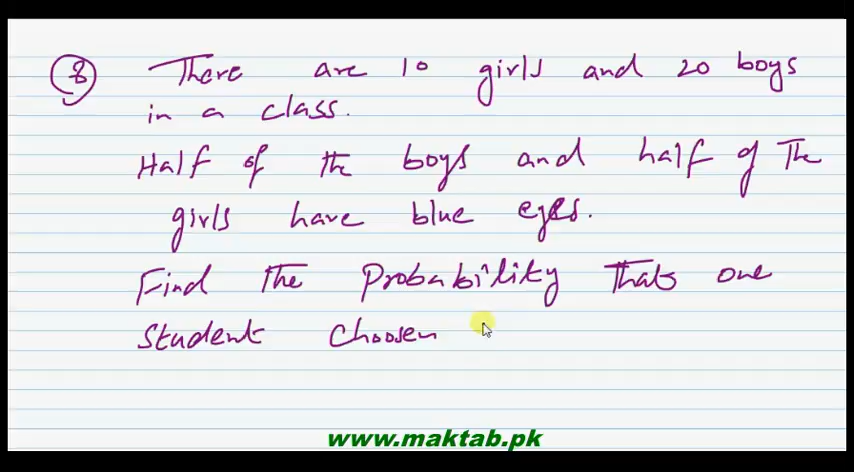 8 There are 10 girls and 20 boys
in a class.
Half of the boys and half of The
girls have blue eyes.
Find The Probability Thats one
Student Choosen
www.maktab.pk